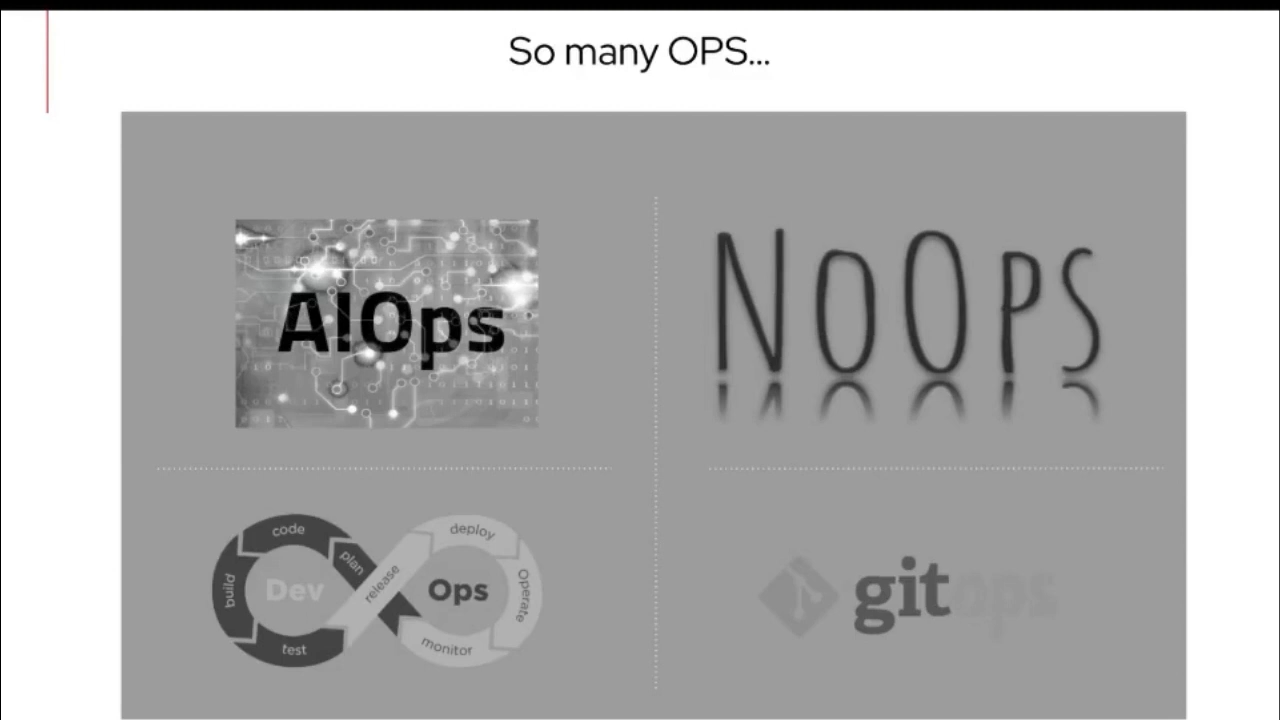 So many OPS...
AIOps
NoOps
code
plan
build
Dev
test
release
deploy
Ops
Operate
monitor
gitops